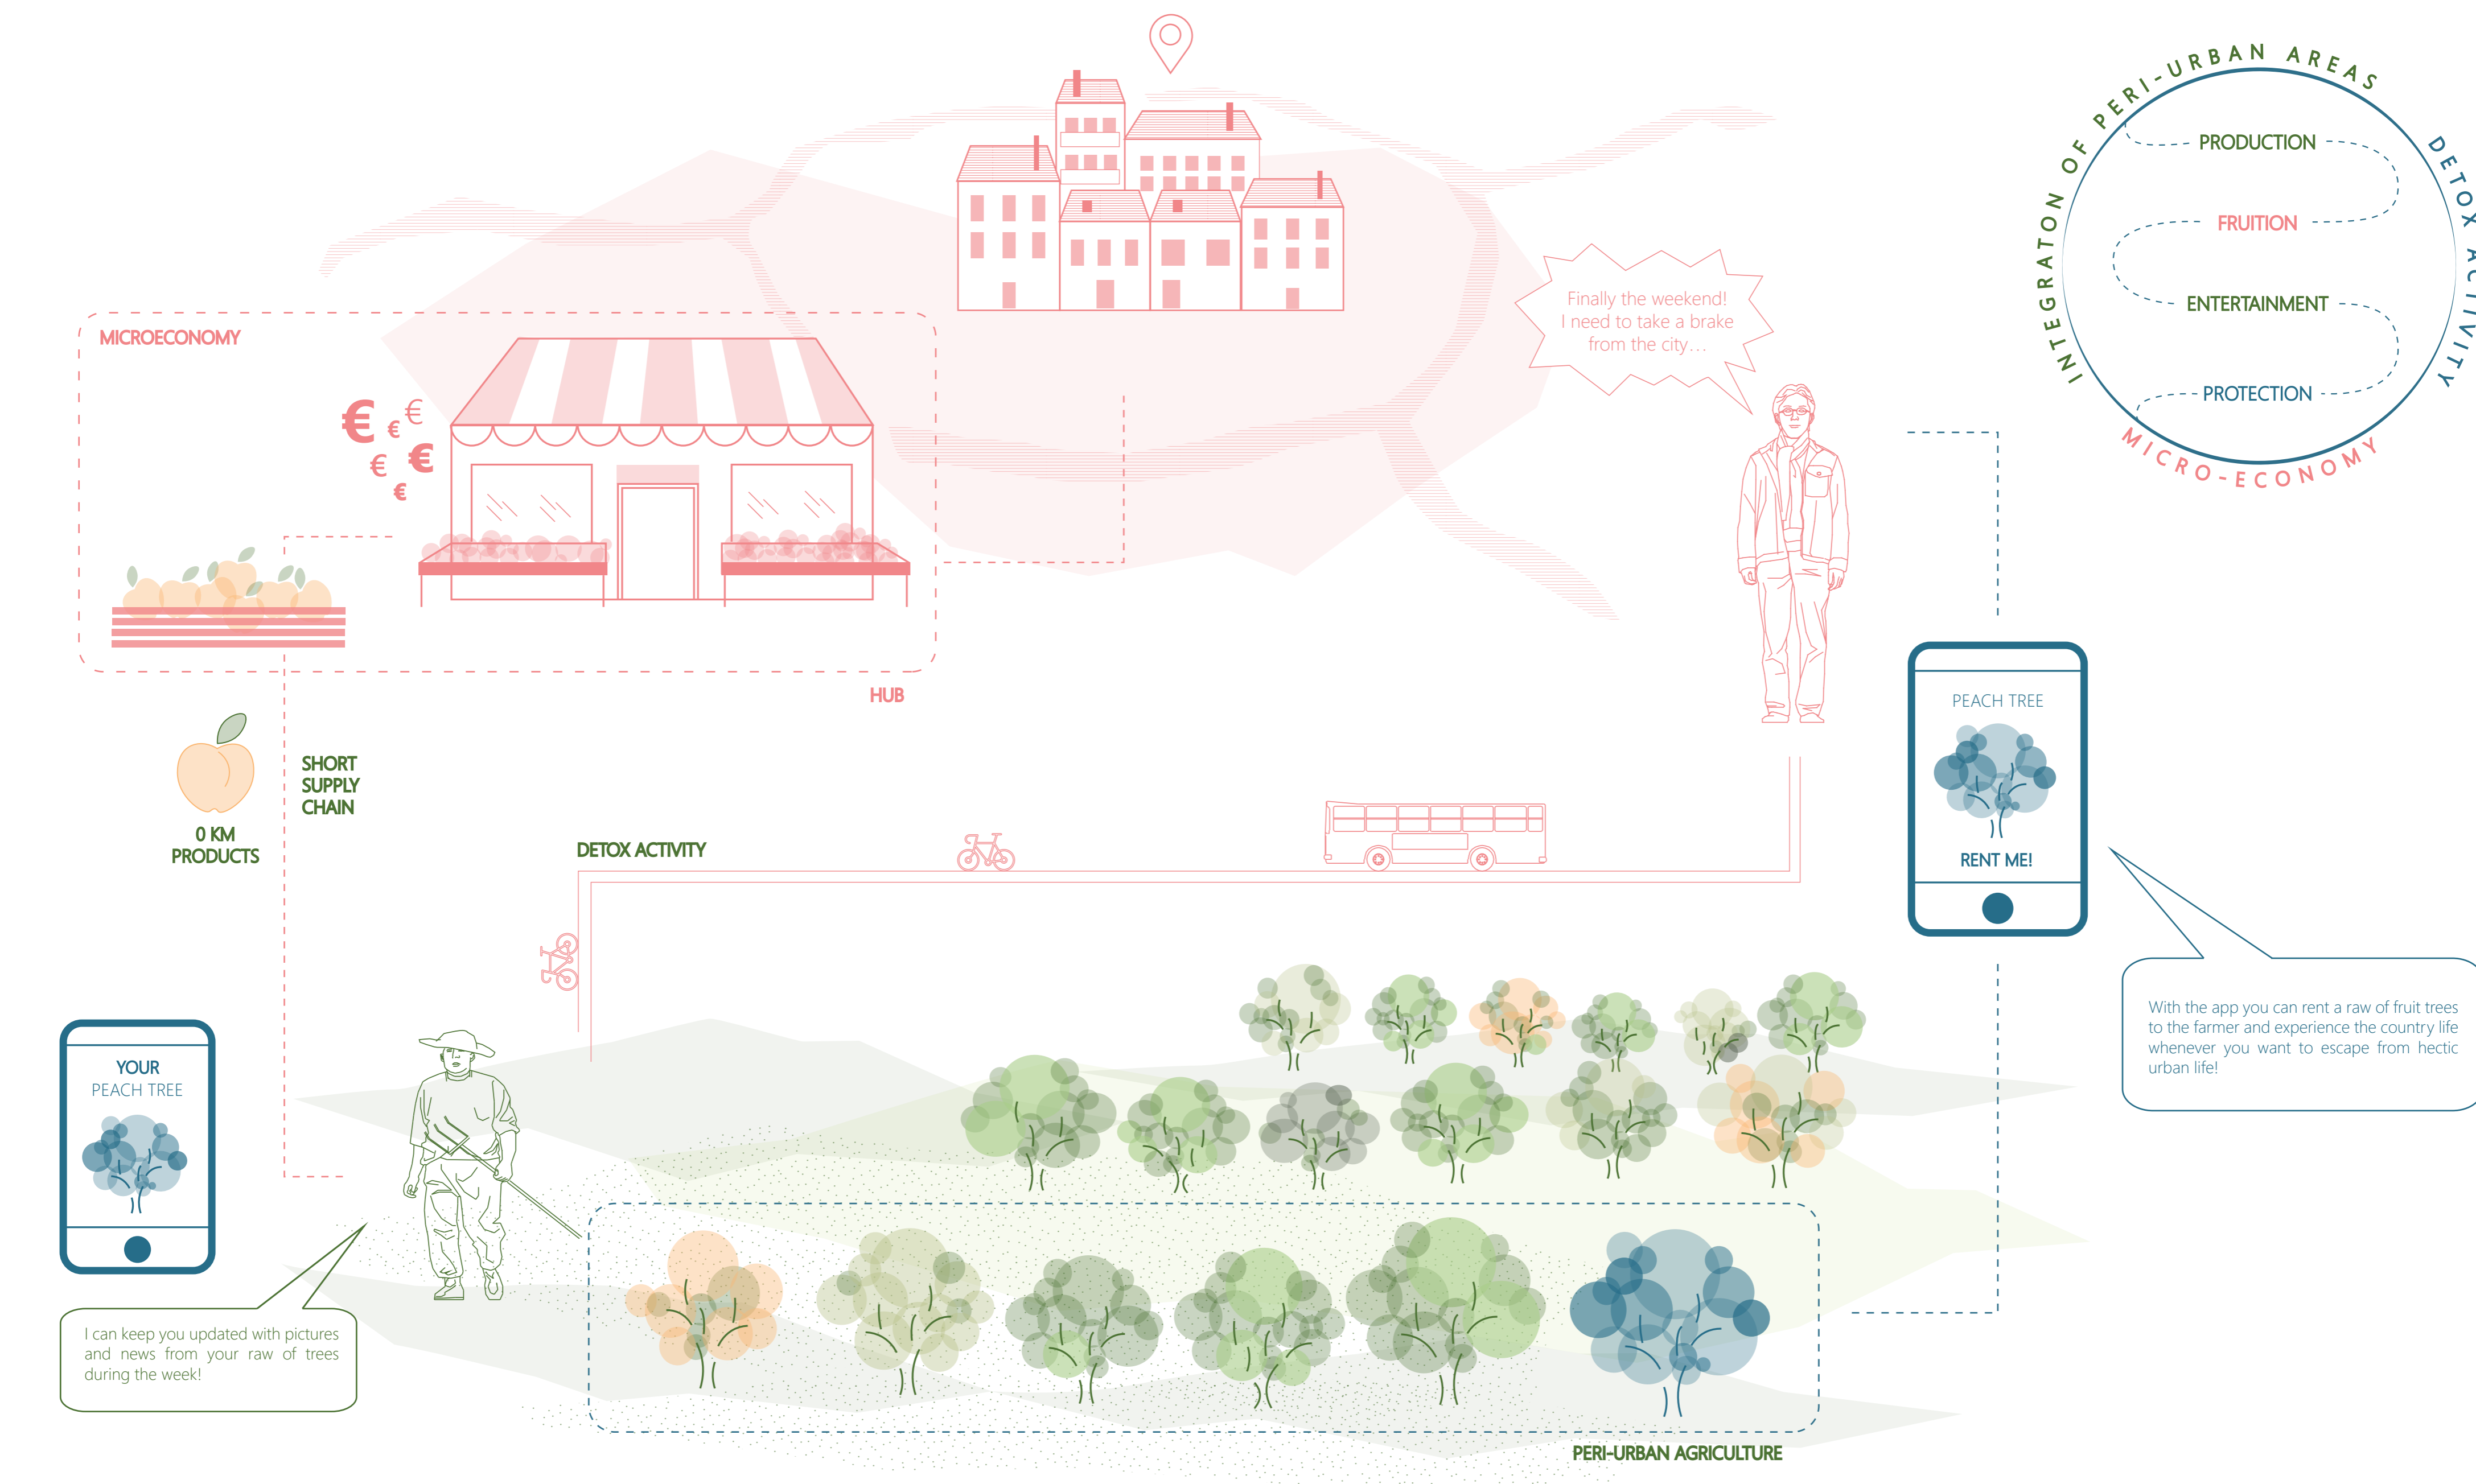 INTEGRATON OF PERI-URBAN AREAS
DETOX ACTIVITY
MICRO-ECONOMY
PRODUCTION
FRUITION
ENTERTAINMENT
PROTECTION
Finally the weekend!
I need to take a brake
from the city...
MICROECONOMY
€ € €
€ €
€
HUB
SHORT
SUPPLY
CHAIN
0 KM
PRODUCTS
DETOX ACTIVITY
PEACH TREE
RENT ME!
With the app you can rent a raw of fruit trees
to the farmer and experience the country life
whenever you want to escape from hectic
urban life!
YOUR
PEACH TREE
I can keep you updated with pictures
and news from your raw of trees
during the week!
PERI-URBAN AGRICULTURE